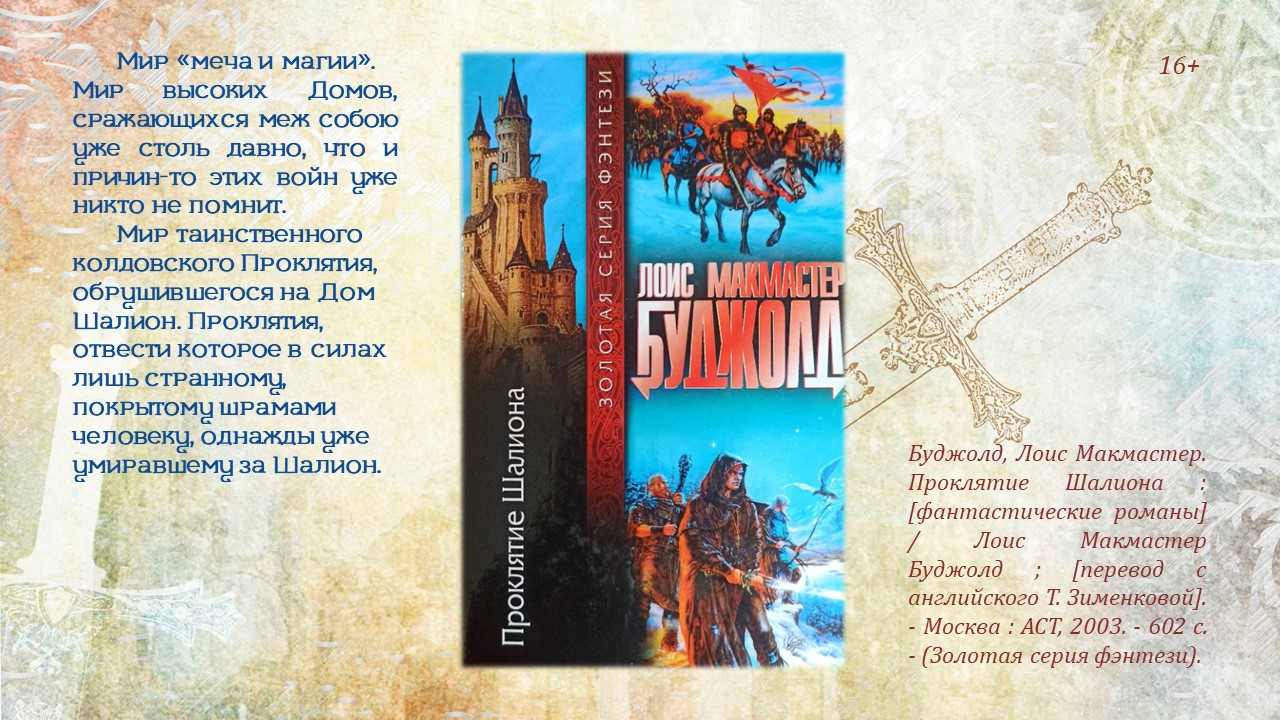 Мир «меча и магии».
Мир высоких Домов,
сражающихся меж собою
уже столь давно, что и
причин-то этих войн уже
никто не помнит.
Мир таинственного
колдовского Проклятия,
обрушившегося на Дом
Шалион. Проклятия,
отвести которое в силах
лишь странному,
покрытому шрамами
человеку, однажды уже
умиравшему за Шалион.
Проклятие Шалиона
ЗОЛОТАЯ СЕРИЯ ФЭНТЕЗИ
ЛОИС МАКМАСТЕР
БУДЖОЛД
16+
Буджолд, Лоис Макмастер.
Проклятие Шалиона :
[фантастические романы]
/ Лоис Макмастер
Буджолд ; [перевод с
английского Т. Зименковой].
- Москва : АСТ, 2003. - 602 с.
- (Золотая серия фэнтези).